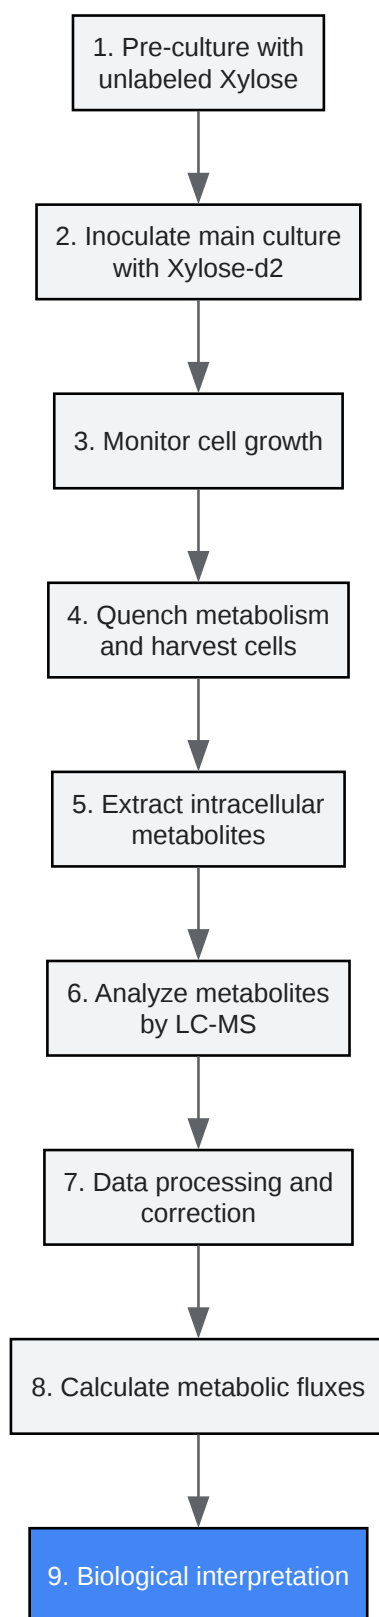 1. Pre-culture with
unlabeled Xylose
2. Inoculate main culture
with Xylose-d2
3. Monitor cell growth
4. Quench metabolism
and harvest cells
5. Extract intracellular
metabolites
6. Analyze metabolites
by LC-MS
7. Data processing and
correction
8. Calculate metabolic fluxes
9. Biological interpretation